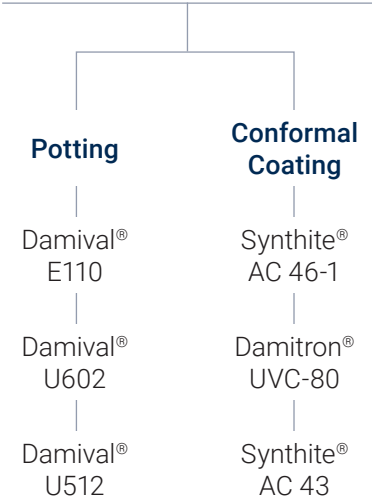 Potting
Damival®
E110
Damival®
U602
Damival®
U512
Conformal
Coating
Synthite®
AC 46-1
Damitron®
UVC-80
Synthite®
AC 43